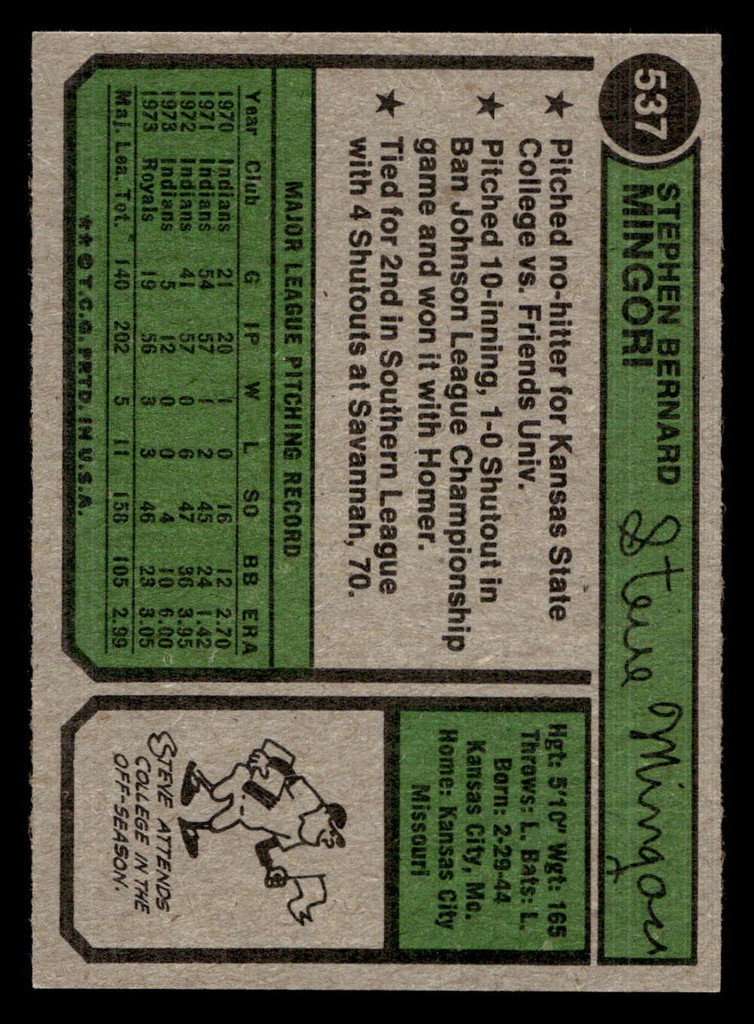 537
STEPHEN BERNARD
MINGORI
Steve Mingori
★ Pitched no-hitter for Kansas State
College vs. Friends Univ.
★ Pitched 10-inning, 1-0 Shutout in
Ban Johnson League Championship
game and won it with Homer.
★ Tied for 2nd in Southern League
with 4 Shutouts at Savannah, 70.
Hgt: 5'10" Wgt: 165
Throws: L. Bats: L.
Born: 2-29-44
Kansas City, Mo.
Home: Kansas City
Missouri
MAJOR LEAGUE PITCHING RECORD
Year Club G IP W L SO BB ERA
1970 Indians 21 20 1 0 16 12 2.70
1971 Indians 54 57 1 2 45 24 1.42
1972 Indians 41 57 0 6 47 36 3.95
1973 Indians 5 12 0 0 4 10 6.00
1973 Royals 19 56 3 3 46 23 3.05
Maj. Lea. Tot. 140 202 5 11 158 105 2.99
★★©T.C.G. PRTD. IN U.S.A.
STEVE ATTENDS
COLLEGE IN THE
OFF-SEASON.